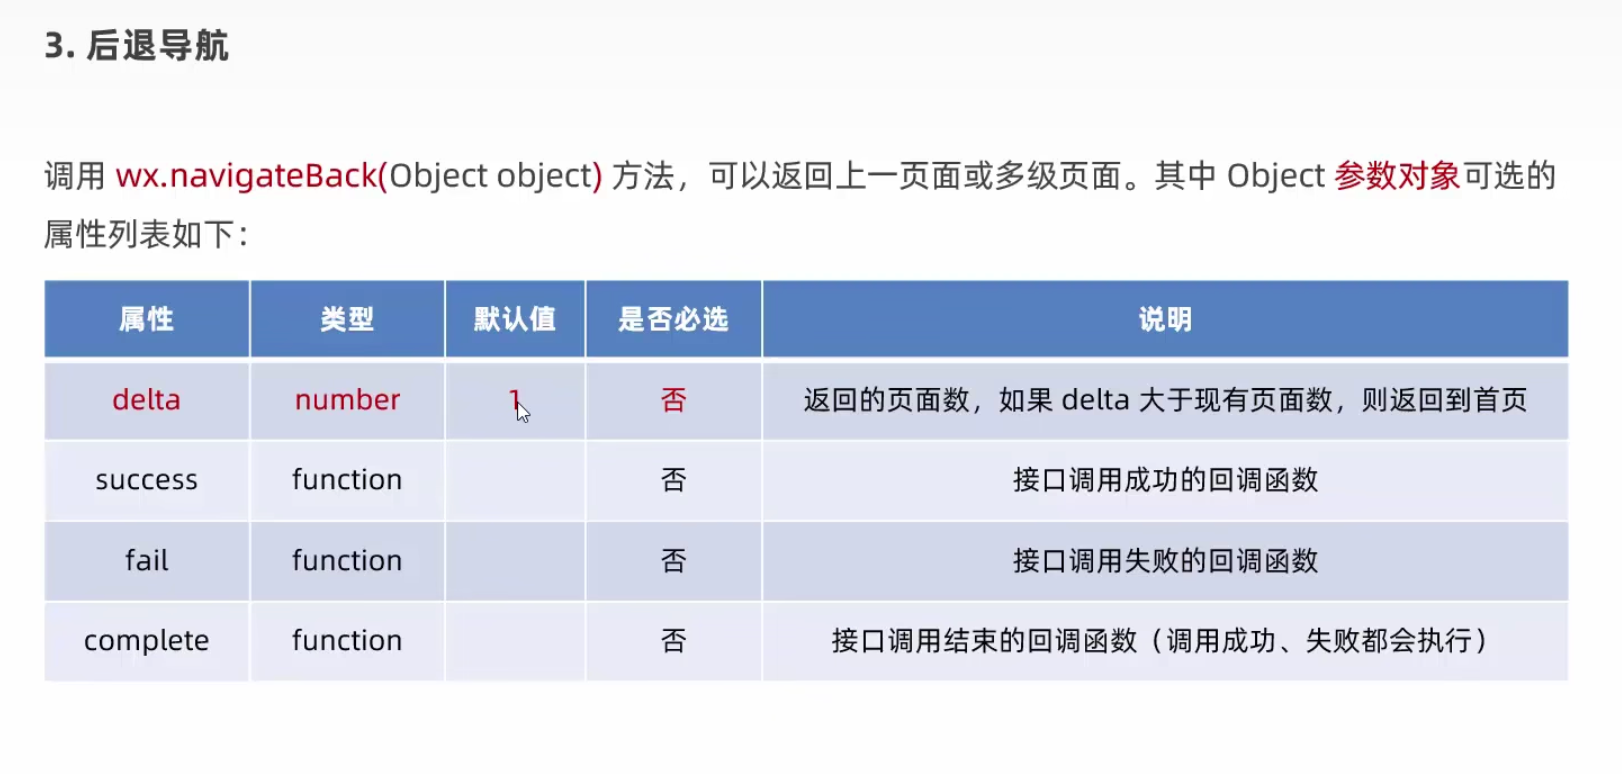 3. 后退导航
调用 wx.navigateBack(Object object) 方法，可以返回上一页面或多级页面。其中 Object 参数对象可选的
属性列表如下：
属性 类型 默认值 是否必选 说明
delta number 1 否 返回的页面数，如果 delta 大于现有页面数，则返回到首页
success function 否 接口调用成功的回调函数
fail function 否 接口调用失败的回调函数
complete function 否 接口调用结束的回调函数（调用成功、失败都会执行）